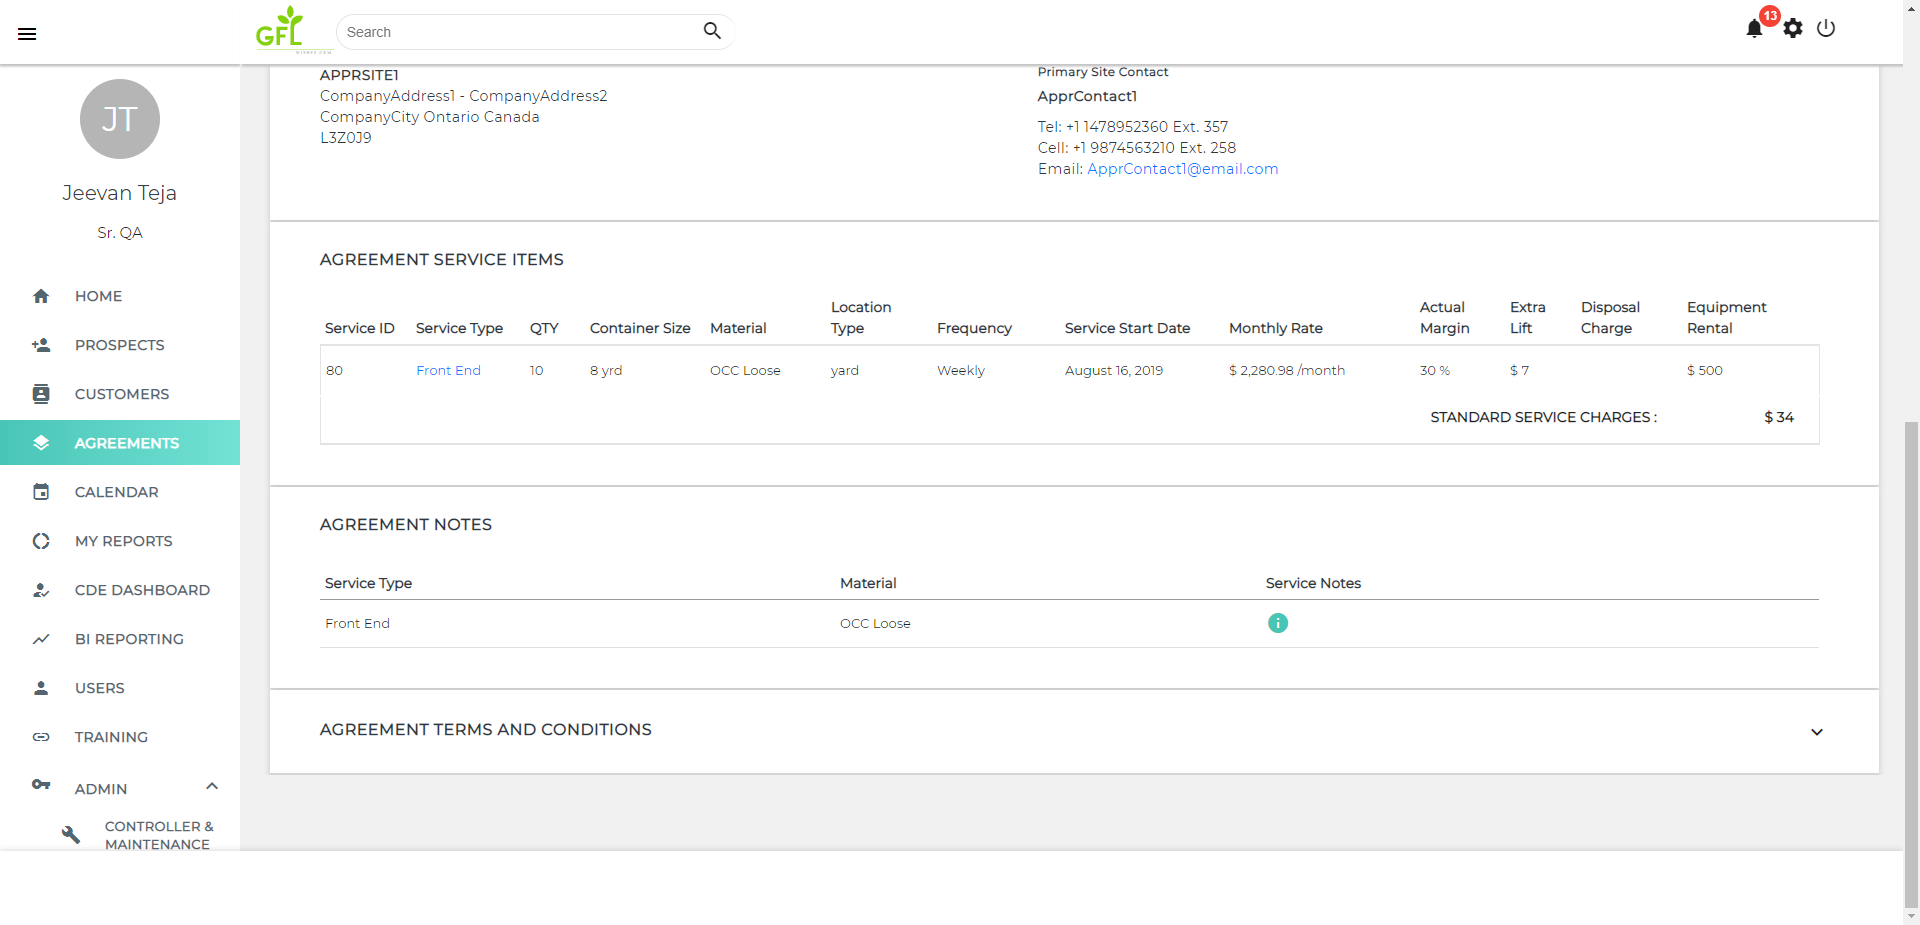 GFL
Search
13
JT
Jeevan Teja
Sr. QA
HOME
PROSPECTS
CUSTOMERS
AGREEMENTS
CALENDAR
MY REPORTS
CDE DASHBOARD
BI REPORTING
USERS
TRAINING
ADMIN
CONTROLLER &
MAINTENANCE
APPRSITE1
CompanyAddress1 - CompanyAddress2
CompanyCity Ontario Canada
L3Z0J9
Primary Site Contact
ApprContact1
Tel: +1 1478952360 Ext. 357
Cell: +1 9874563210 Ext. 258
Email: ApprContact1@email.com
AGREEMENT SERVICE ITEMS
Service ID Service Type QTY Container Size Material Location Type Frequency Service Start Date Monthly Rate Actual Margin Extra Lift Disposal Charge Equipment Rental
80 Front End 10 8 yrd OCC Loose yard Weekly August 16, 2019 $ 2,280.98 /month 30 % $ 7 $ 500
STANDARD SERVICE CHARGES : $ 34
AGREEMENT NOTES
Service Type Material Service Notes
Front End OCC Loose
AGREEMENT TERMS AND CONDITIONS